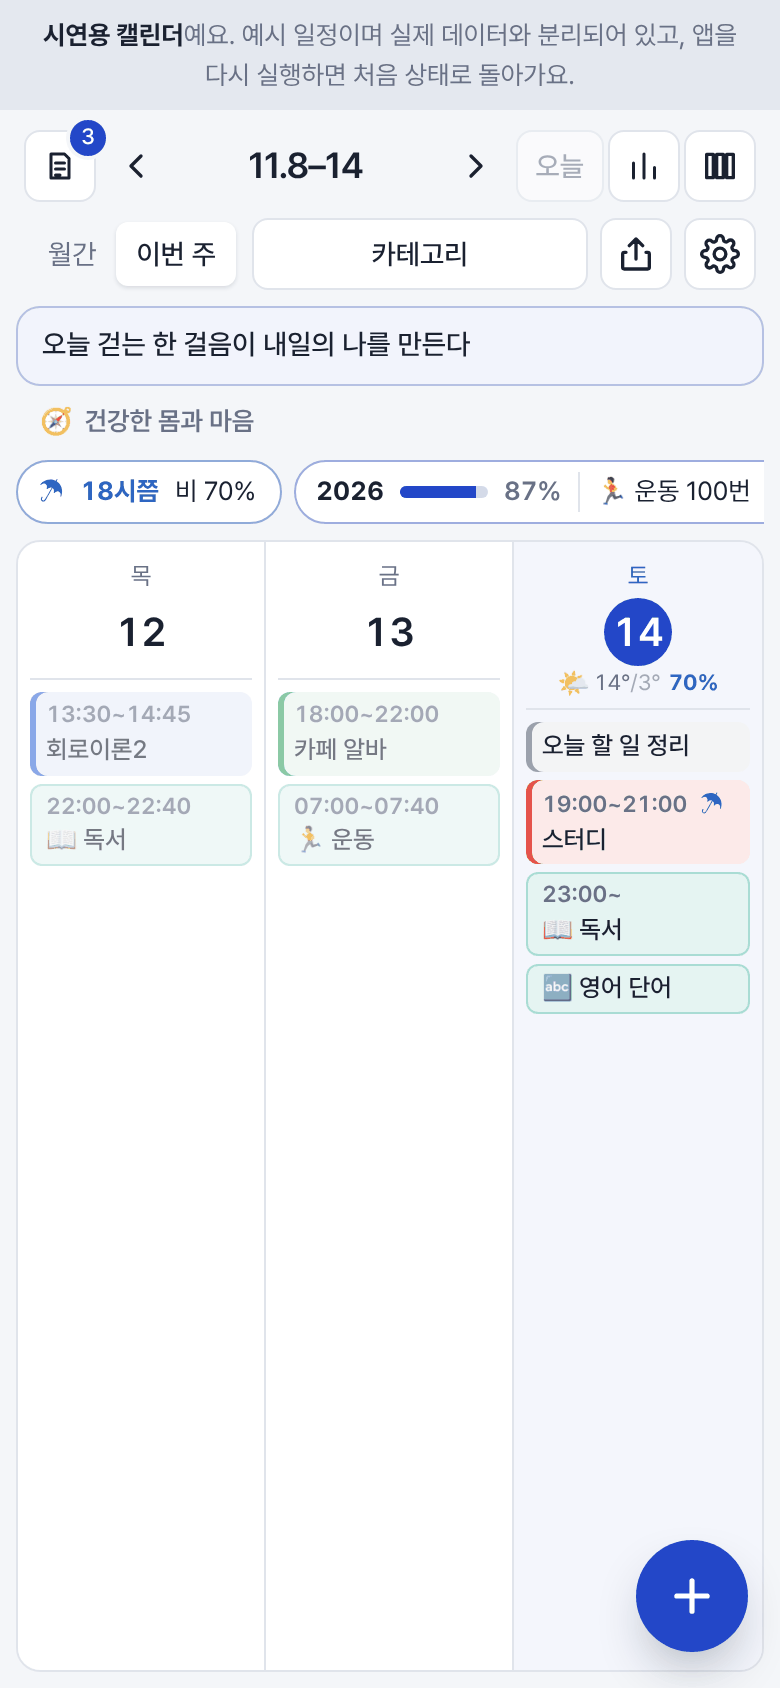 시연용 캘린더예요. 예시 일정이며 실제 데이터와 분리되어 있고, 앱을
다시 실행하면 처음 상태로 돌아가요.
3
11.8–14
오늘
월간
이번 주
카테고리
오늘 걷는 한 걸음이 내일의 나를 만든다
건강한 몸과 마음
18시쯤 비 70%
2026 87% 운동 100번
목
12
13:30~14:45
회로이론2
22:00~22:40
독서
금
13
18:00~22:00
카페 알바
07:00~07:40
운동
토
14
14°/3° 70%
오늘 할 일 정리
19:00~21:00
스터디
23:00~
독서
abc 영어 단어